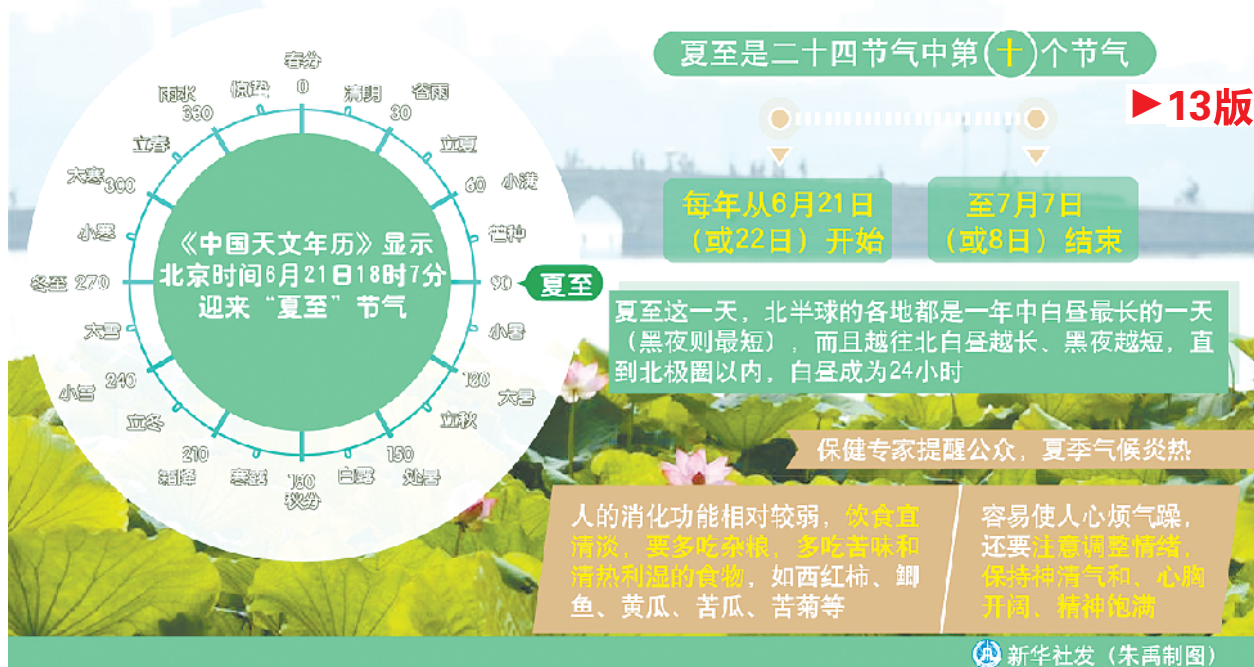 夏至是二十四节气中第十个节气
▶13版
每年从6月21日
（或22日）开始
至7月7日
（或8日）结束
春分
0
清明
谷雨
30
立夏
60
小满
芒种
90
夏至
小暑
大暑
立秋
150
处暑
白露
180
秋分
寒露
霜降
210
立冬
240
小雪
大雪
冬至 270
小寒
大寒 300
立春
雨水
330
惊蛰
《中国天文年历》显示
北京时间6月21日18时7分
迎来“夏至”节气
夏至这一天，北半球的各地都是一年中白昼最长的一天
（黑夜则最短），而且越往北白昼越长、黑夜越短，直
到北极圈以内，白昼成为24小时
保健专家提醒公众，夏季气候炎热
人的消化功能相对较弱，饮食宜
清淡，要多吃杂粮，多吃苦味和
清热利湿的食物，如西红柿、鲫
鱼、黄瓜、苦瓜、苦菊等
容易使人心烦气躁，
还要注意调整情绪，
保持神清气和、心胸
开阔、精神饱满
新华社发（朱禹制图）